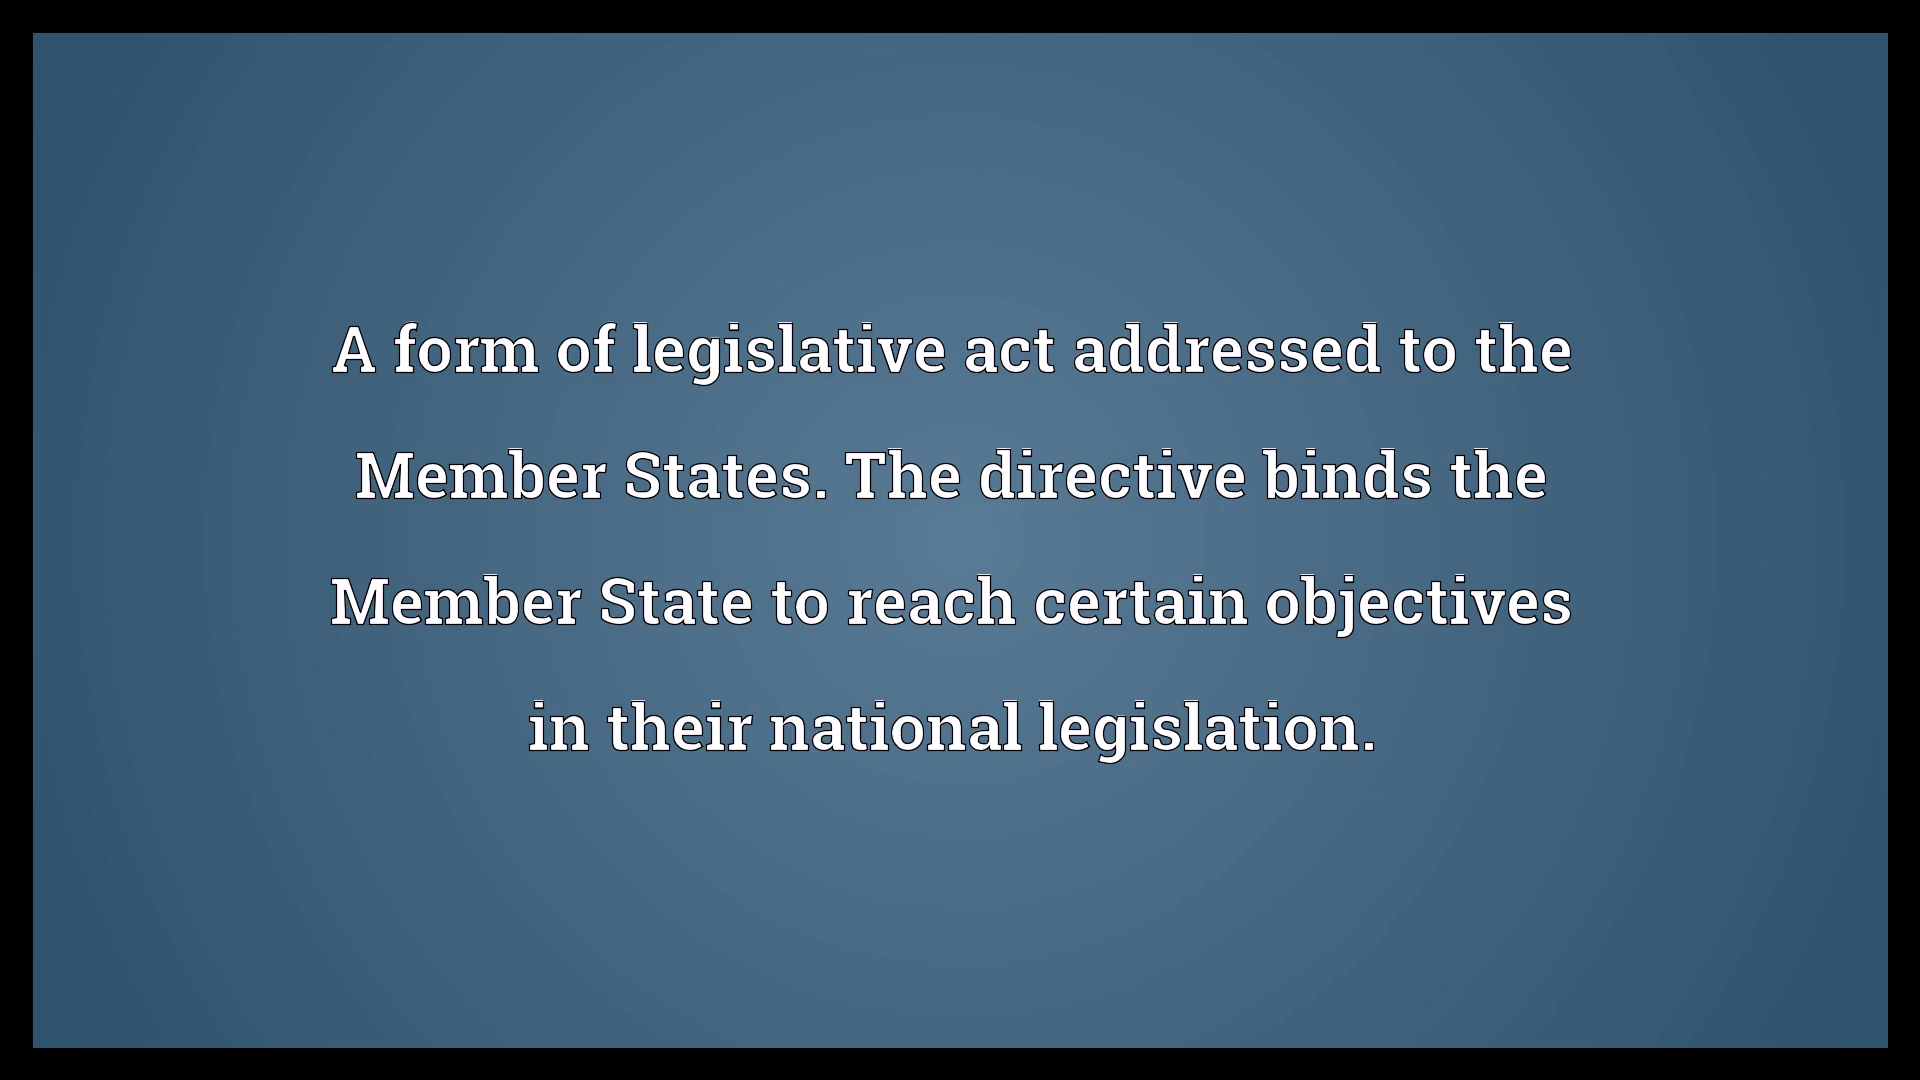 A form of legislative act addressed to the
Member States. The directive binds the
Member State to reach certain objectives
in their national legislation.